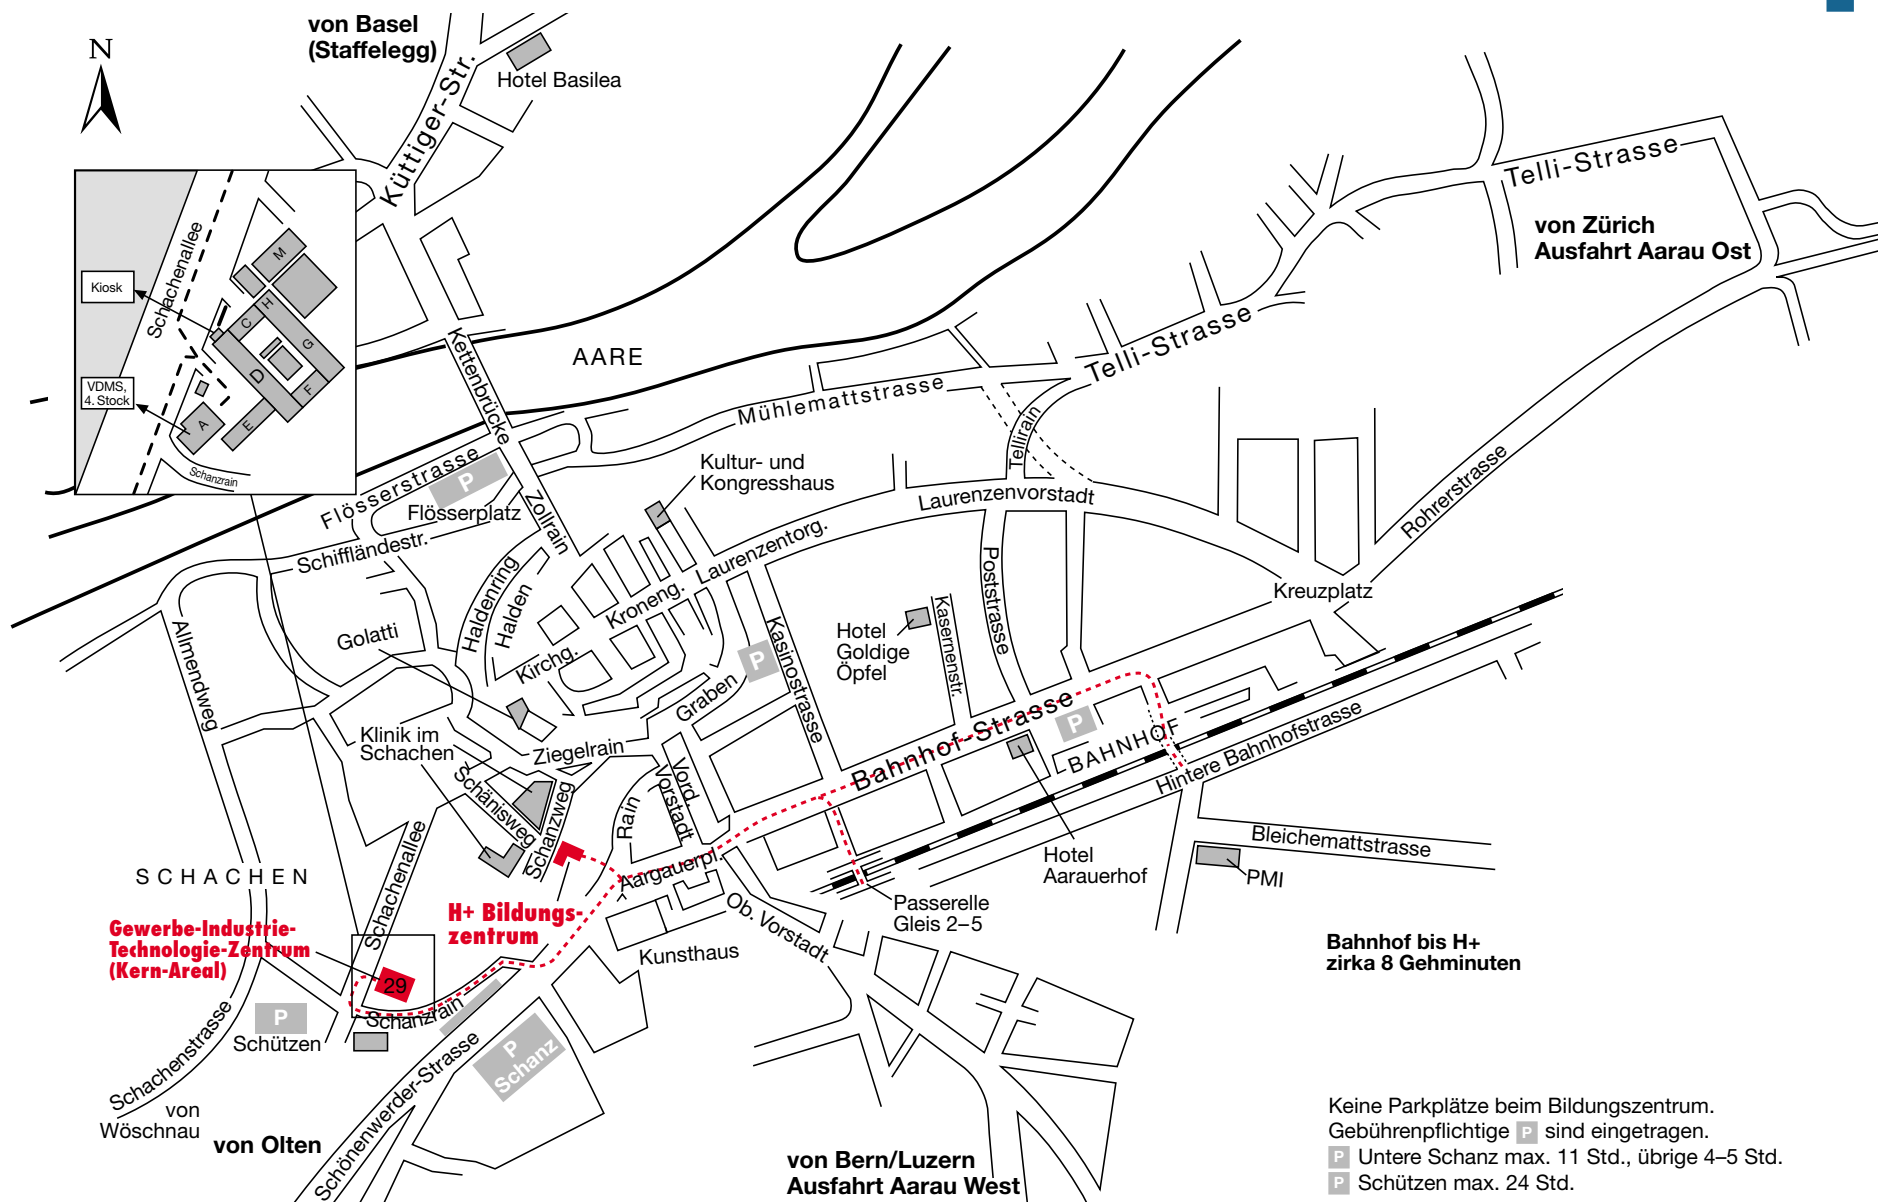 von Basel
(Staffelegg)
N
Hotel Basilea
Küttiger-Str.
Telli-Strasse
von Zürich
Ausfahrt Aarau Ost
Schachenallee
Kiosk
M
H
C
G
D
F
E
A
VDMS,
4. Stock
Schanzrain
Kettenbrücke
AARE
Telli-Strasse
Mühlemattstrasse
Tellirain
Flösserstrasse
P
Flösserplatz
Zollrain
Kultur- und
Kongresshaus
Laurenzenvorstadt
Rohrerstrasse
Schiffländestr.
Laurenzentorg.
Haldenring
Halden
Kroneng.
Poststrasse
Kreuzplatz
Golatti
Kirchg.
Kasinostrasse
P
Hotel
Goldige
Öpfel
Kasernenstr.
Allmendweg
Graben
Klinik im
Schachen
Ziegelrain
Bahnhof-Strasse
P
BAHNHOF
Hintere Bahnhofstrasse
Schänisweg
Schanzweg
Rain
Vord.
Vorstadt
Schachenallee
Aargauerpl.
Hotel
Aarauerhof
Bleichemattstrasse
PMI
SCHACHEN
Gewerbe-Industrie-
Technologie-Zentrum
(Kern-Areal)
H+ Bildungs-
zentrum
Ob. Vorstadt
Passerelle
Gleis 2–5
Kunsthaus
Bahnhof bis H+
zirka 8 Gehminuten
29
Schanzrain
P
Schützen
Schachenstrasse
P
Schanz
Schönenwerder-Strasse
von
Wöschnau
von Olten
von Bern/Luzern
Ausfahrt Aarau West
Keine Parkplätze beim Bildungszentrum.
Gebührenpflichtige P sind eingetragen.
P Untere Schanz max. 11 Std., übrige 4–5 Std.
P Schützen max. 24 Std.